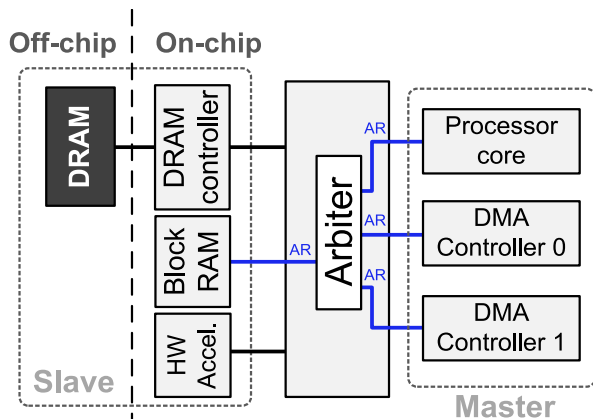 Off-chip
On-chip
DRAM
DRAM
controller
Block
RAM
HW
Accel.
Slave
AR
Arbiter
AR
AR
AR
Processor
core
DMA
Controller 0
DMA
Controller 1
Master